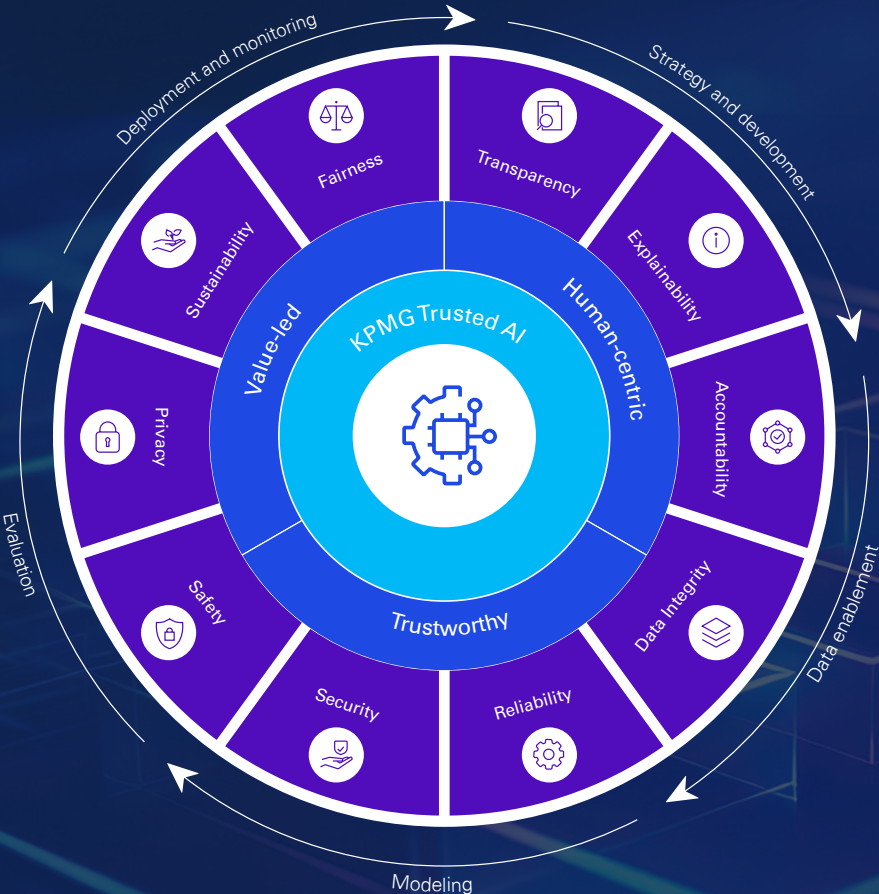 Deployment and monitoring
Strategy and development
Data enablement
Modeling
Evaluation
Fairness
Transparency
Explainability
Accountability
Data Integrity
Reliability
Security
Safety
Privacy
Sustainability
Value-led
Human-centric
Trustworthy
KPMG Trusted AI